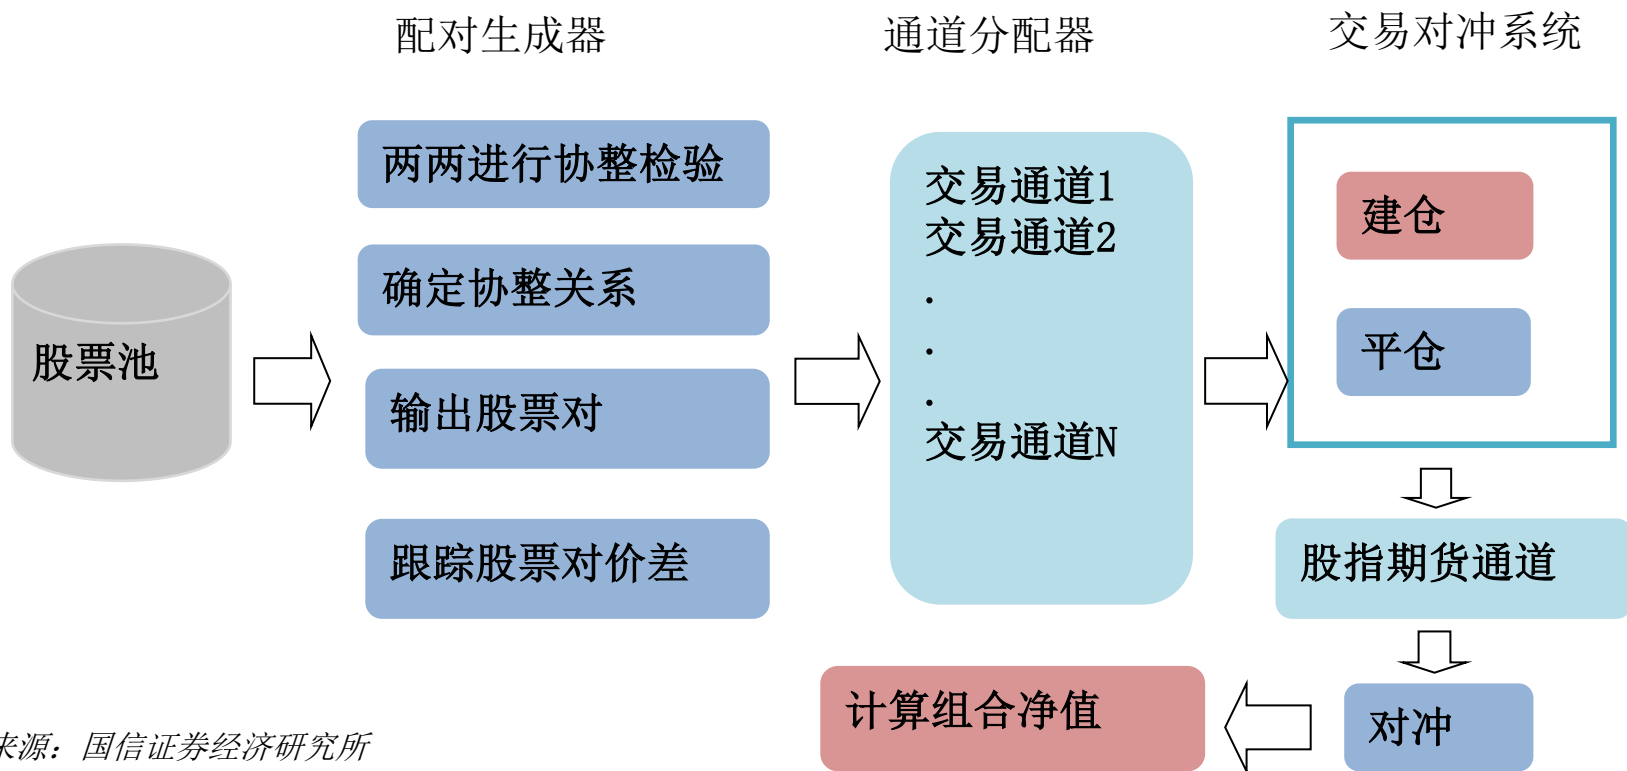 配对生成器
通道分配器
交易对冲系统
股票池
两两进行协整检验
确定协整关系
输出股票对
跟踪股票对价差
交易通道1
交易通道2
.
.
.
交易通道N
建仓
平仓
股指期货通道
对冲
计算组合净值
来源：国信证券经济研究所